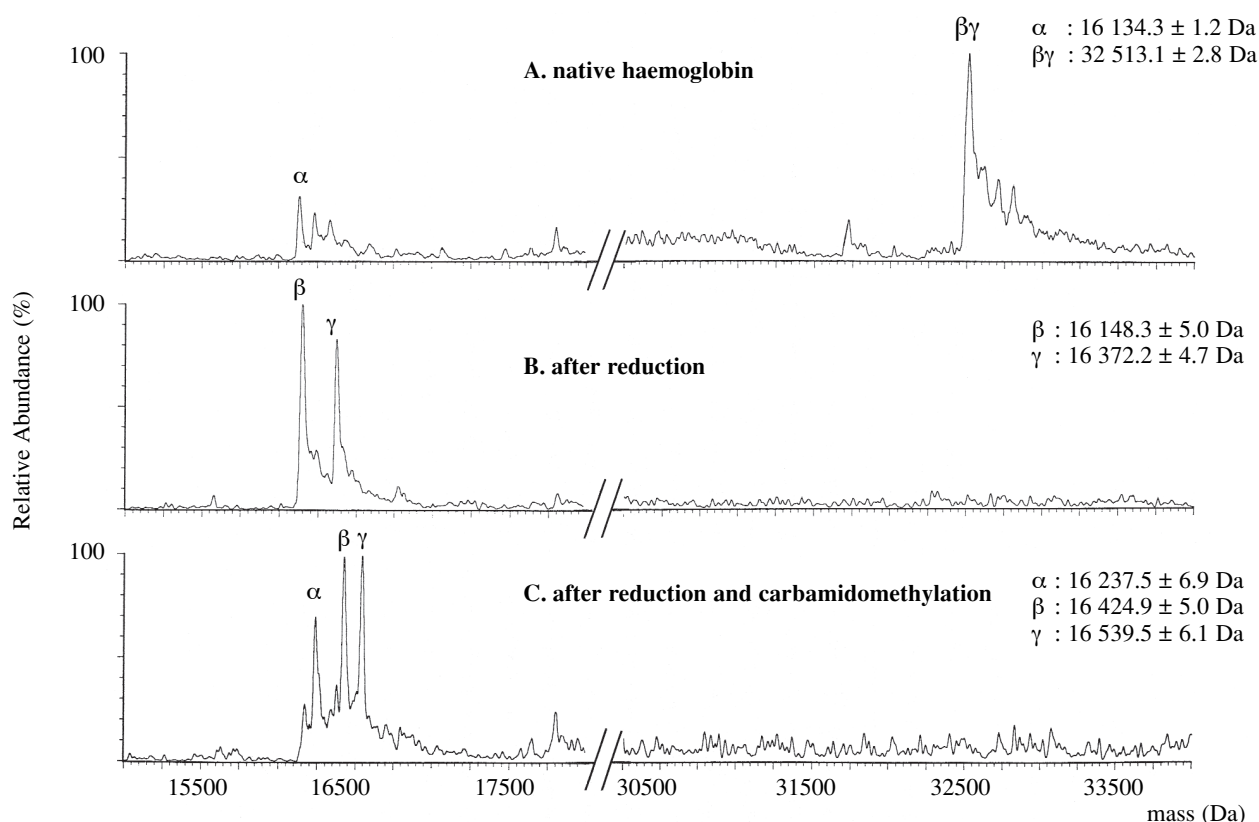 βγ
α : 16 134.3 ± 1.2 Da
βγ : 32 513.1 ± 2.8 Da
100
A. native haemoglobin
α
β
100
γ
β : 16 148.3 ± 5.0 Da
γ : 16 372.2 ± 4.7 Da
B. after reduction
Relative Abundance (%)
100
β γ
α
C. after reduction and carbamidomethylation
α : 16 237.5 ± 6.9 Da
β : 16 424.9 ± 5.0 Da
γ : 16 539.5 ± 6.1 Da
15500 16500 17500 30500 31500 32500 33500
mass (Da)